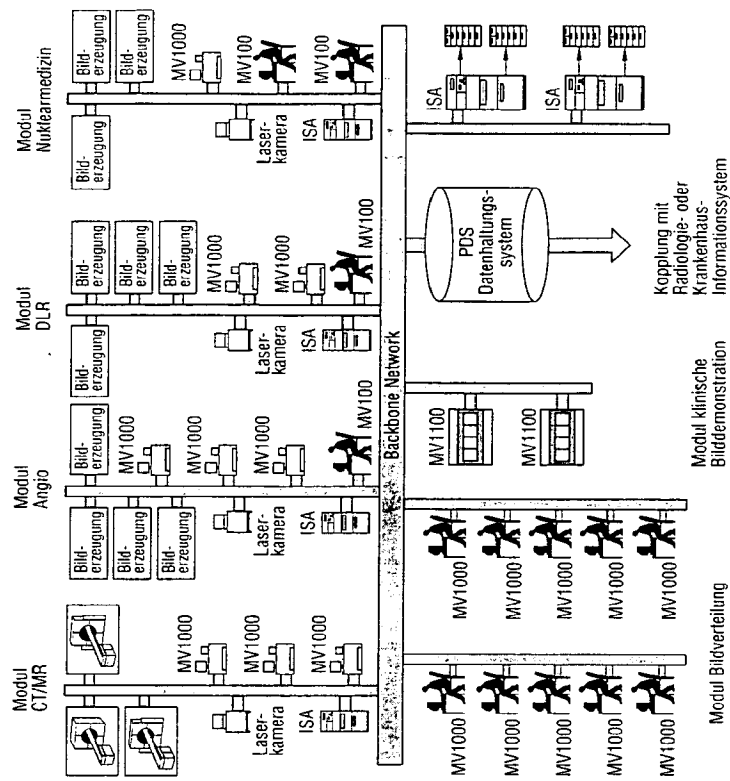 Modul
CT/MR
MV1000
MV1000
MV1000
Laser-
kamera
ISA
Modul
Angio
Bild-
erzeugung
Bild-
erzeugung
Bild-
erzeugung
Bild-
erzeugung
MV1000
MV1000
MV1000
Laser-
kamera
ISA
MV100
Modul
DLR
Bild-
erzeugung
Bild-
erzeugung
Bild-
erzeugung
Bild-
erzeugung
MV1000
MV1000
Laser-
kamera
ISA
MV100
Modul
Nuklearmedizin
Bild-
erzeugung
Bild-
erzeugung
Bild-
erzeugung
MV1000
MV100
Laser-
kamera
ISA
MV100
Backbone Network
MV1000
MV1000
MV1000
MV1000
MV1000
MV1000
MV1000
MV1000
MV1000
MV1000
Modul Bildverteilung
MV1100
MV1100
Modul klinische
Bilddemonstration
PDS
Datenhaltungs-
system
Kopplung mit
Radiologie- oder
Krankenhaus-
Informationssystem
ISA
ISA